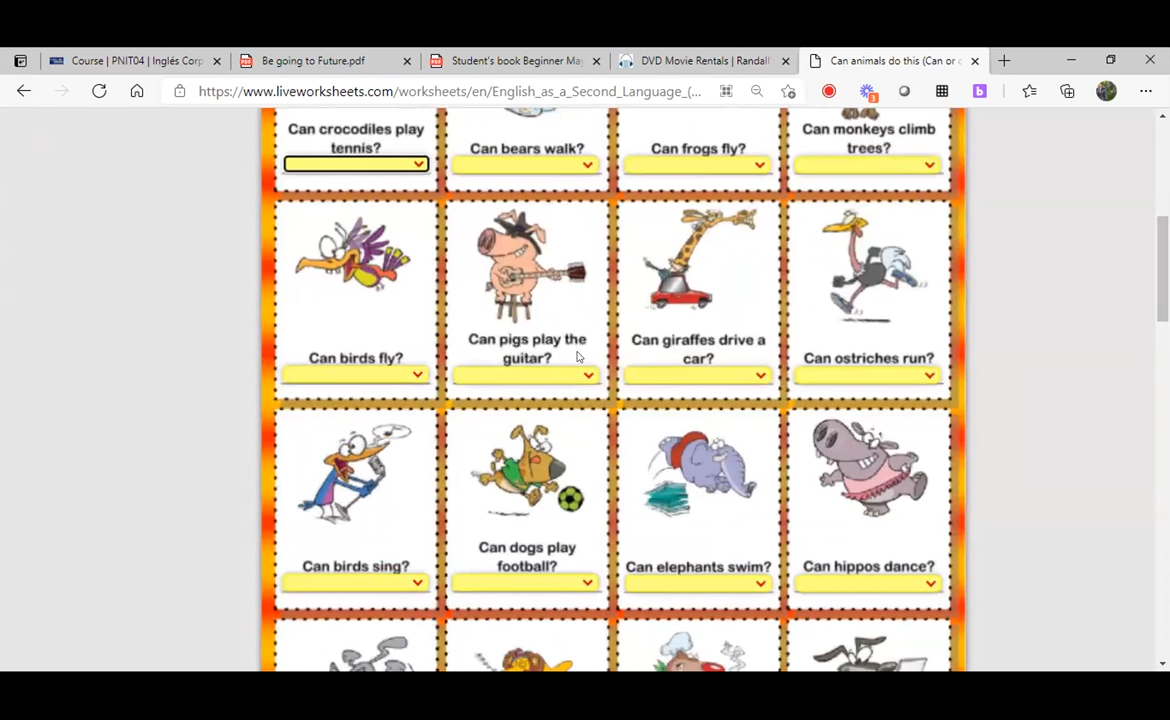 Course | PNIT04 | Inglés Corp
Be going to Future.pdf
Student's book Beginner Ma
DVD Movie Rentals | Randall'
Can animals do this (Can or c
https://www.liveworksheets.com/worksheets/en/English_as_a_Second_Language_(...
3
b
Can crocodiles play
tennis?
Can bears walk?
Can frogs fly?
Can monkeys climb
trees?
Can birds fly?
Can pigs play the
guitar?
Can giraffes drive a
car?
Can ostriches run?
Can birds sing?
Can dogs play
football?
Can elephants swim?
Can hippos dance?